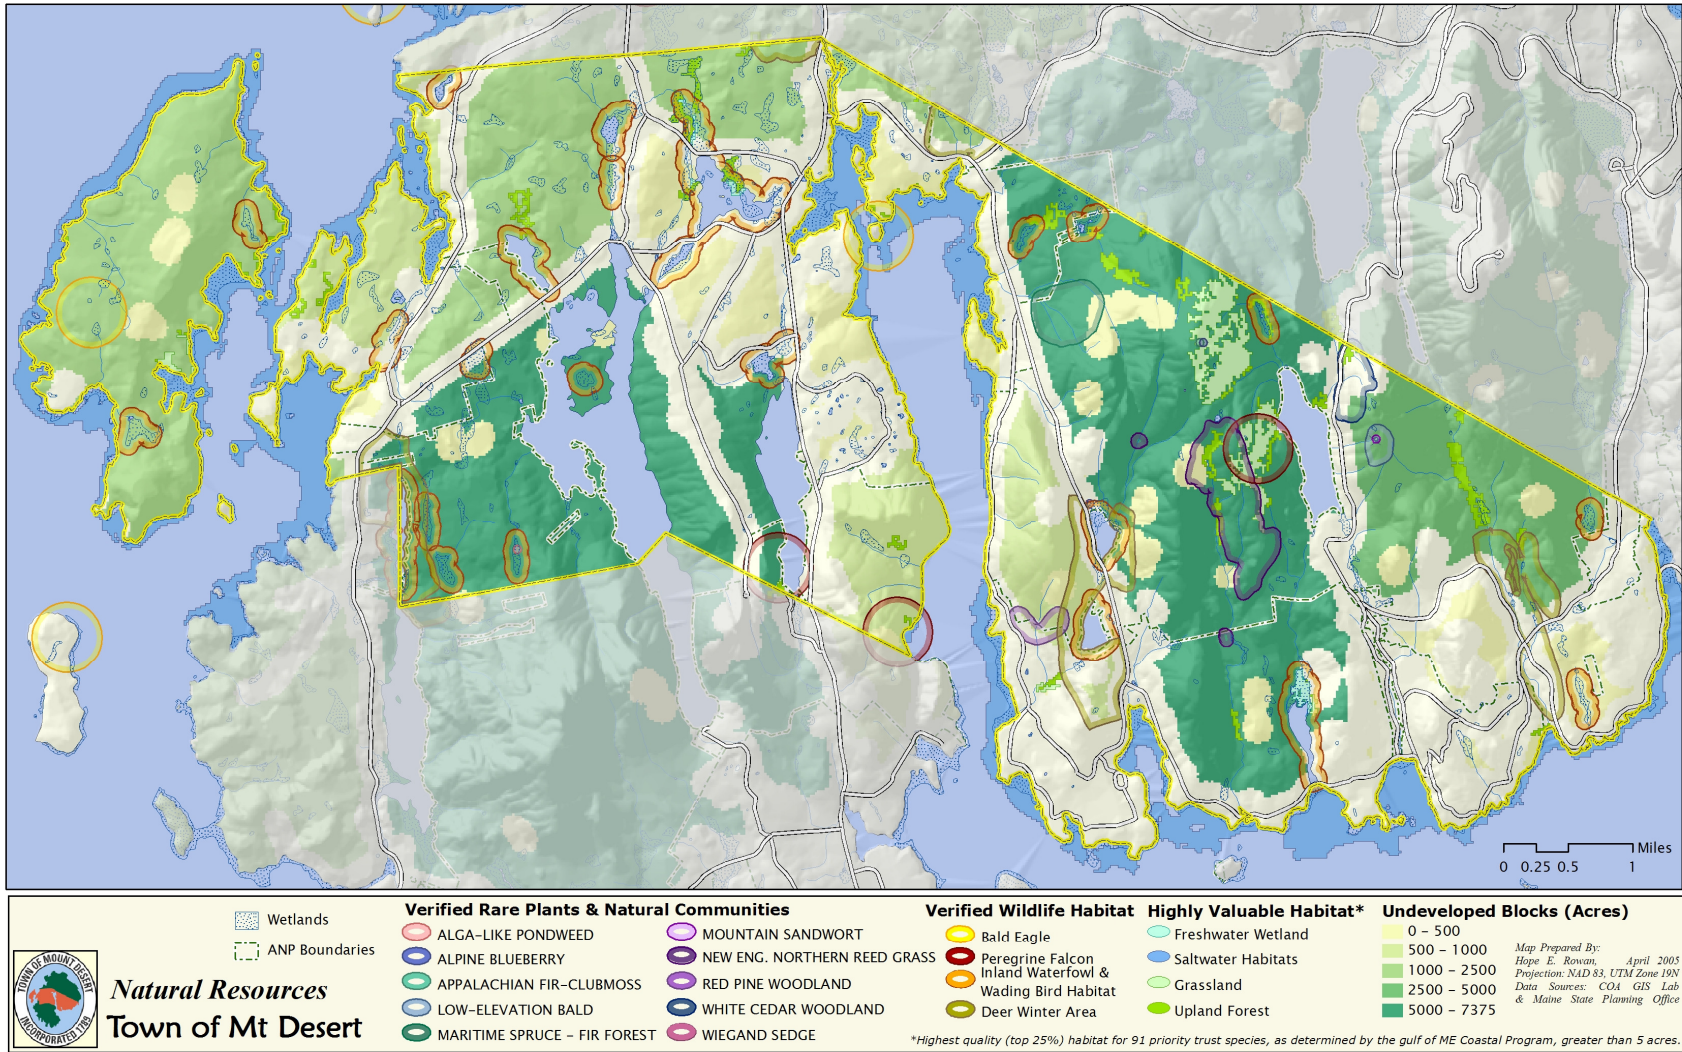 Miles
0 0.25 0.5 1
TOWN OF MOUNT DESERT
INCORPORATED 1789
Natural Resources
Town of Mt Desert
Wetlands
ANP Boundaries
Verified Rare Plants & Natural Communities
ALGA-LIKE PONDWEED
ALPINE BLUEBERRY
APPALACHIAN FIR-CLUBMOSS
LOW-ELEVATION BALD
MARITIME SPRUCE - FIR FOREST
MOUNTAIN SANDWORT
NEW ENG. NORTHERN REED GRASS
RED PINE WOODLAND
WHITE CEDAR WOODLAND
WIEGAND SEDGE
Verified Wildlife Habitat
Bald Eagle
Peregrine Falcon
Inland Waterfowl &
Wading Bird Habitat
Deer Winter Area
Highly Valuable Habitat*
Freshwater Wetland
Saltwater Habitats
Grassland
Upland Forest
Undeveloped Blocks (Acres)
0 - 500
500 - 1000
1000 - 2500
2500 - 5000
5000 - 7375
Map Prepared By:
Hope E. Rowan, April 2005
Projection: NAD 83, UTM Zone 19N
Data Sources: COA GIS Lab
& Maine State Planning Office
*Highest quality (top 25%) habitat for 91 priority trust species, as determined by the gulf of ME Coastal Program, greater than 5 acres.